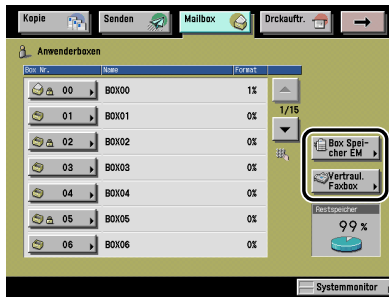 Kopie
Senden
Mailbox
Drckauftr.
Anwenderboxen
Box Nr. Name Format
00 BOX00 1%
01 BOX01 0%
02 BOX02 0%
03 BOX03 0%
04 BOX04 0%
05 BOX05 0%
06 BOX06 0%
1/15
Box Spei-
cher EM
Vertraul.
Faxbox
Restspeicher
99 %
Systemmonitor